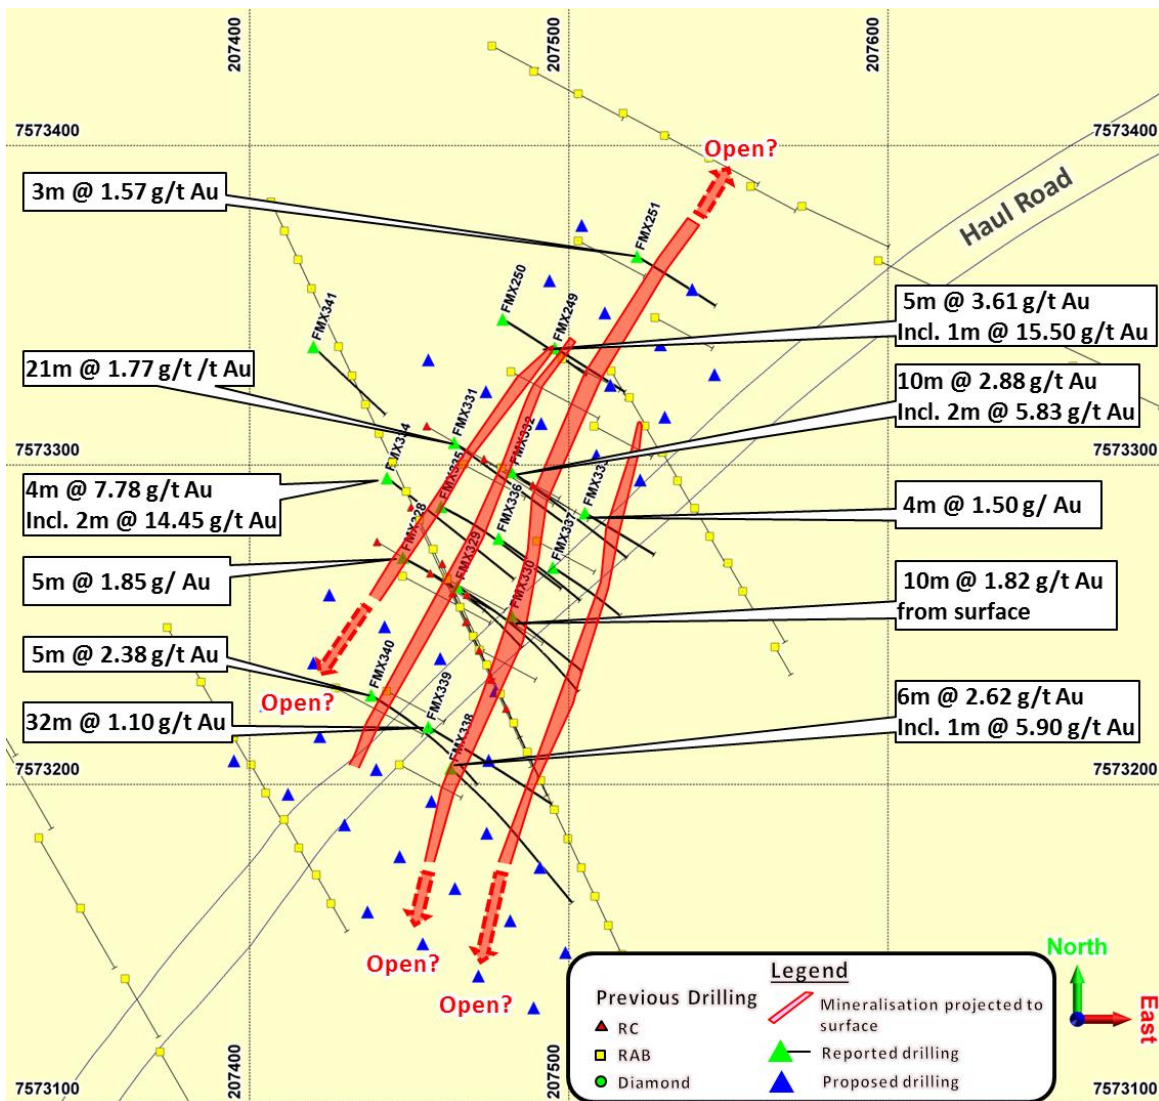 207400
207500
207600
7573400
7573400
Open?
3m @ 1.57 g/t Au
Haul Road
FMX251
FMX250
FMX249
FMX341
5m @ 3.61 g/t Au
Incl. 1m @ 15.50 g/t Au
21m @ 1.77 g/t /t Au
10m @ 2.88 g/t Au
Incl. 2m @ 5.83 g/t Au
FMX331
FMX332
FMX334
7573300
7573300
FMX335
FMX336
FMX333
4m @ 7.78 g/t Au
Incl. 2m @ 14.45 g/t Au
4m @ 1.50 g/ Au
FMX328
FMX337
FMX329
FMX330
5m @ 1.85 g/ Au
10m @ 1.82 g/t Au
from surface
5m @ 2.38 g/t Au
FMX340
FMX339
Open?
32m @ 1.10 g/t Au
FMX338
6m @ 2.62 g/t Au
Incl. 1m @ 5.90 g/t Au
7573200
7573200
Open?
Open?
North
East
Legend
Previous Drilling
RC
RAB
Diamond
Mineralisation projected to
surface
Reported drilling
Proposed drilling
207400
207500
7573100
7573100